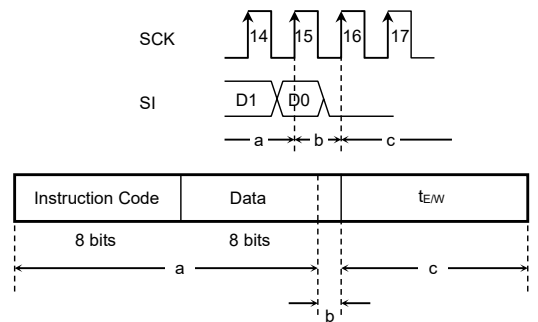 SCK 14 15 16 17
SI D1 D0
a b c
Instruction Code Data tE/W
8 bits 8 bits
a c
b